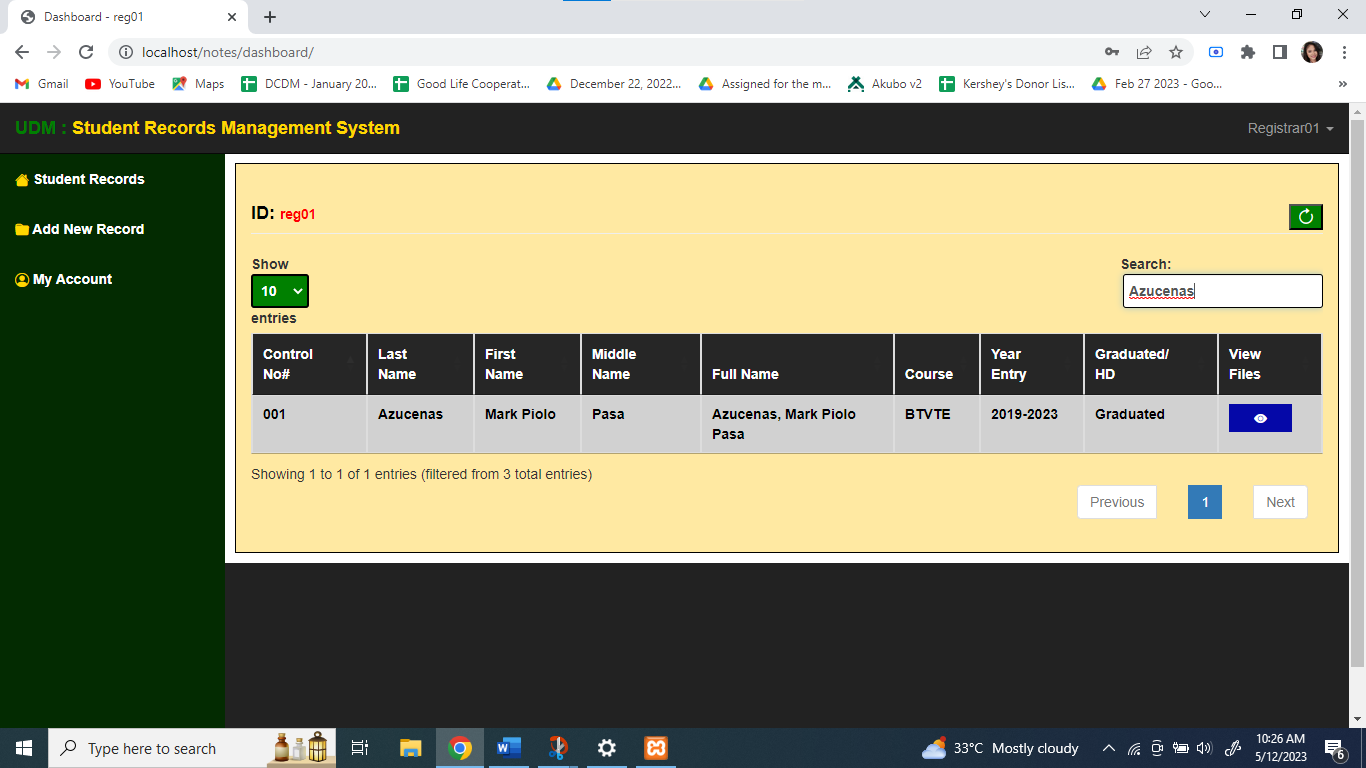 Dashboard - reg01
localhost/notes/dashboard/
Gmail
YouTube
Maps
DCDM - January 20...
Good Life Cooperat...
December 22, 2022...
Assigned for the m...
Akubo v2
Kershey's Donor Lis...
Feb 27 2023 - Goo...
»
UDM : Student Records Management System
Registrar01
Student Records
Add New Record
My Account
ID: reg01
Show
10
entries
Search:
Azucenas
Control No#
Last Name
First Name
Middle Name
Full Name
Course
Year Entry
Graduated/ HD
View Files
001
Azucenas
Mark Piolo
Pasa
Azucenas, Mark Piolo
Pasa
BTVTE
2019-2023
Graduated
Showing 1 to 1 of 1 entries (filtered from 3 total entries)
Previous
1
Next
Type here to search
33°C Mostly cloudy
10:26 AM
5/12/2023
6